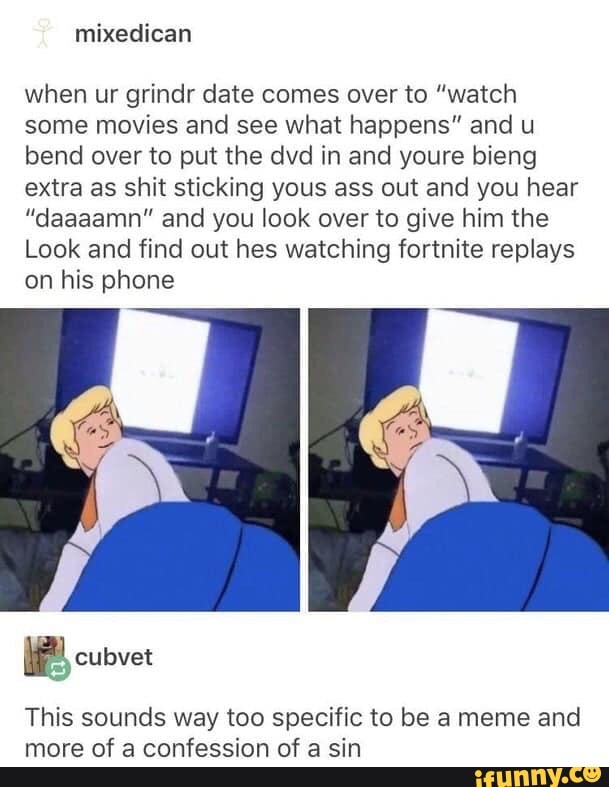 mixedican
when ur grindr date comes over to "watch
some movies and see what happens" and u
bend over to put the dvd in and youre bieng
extra as shit sticking yous ass out and you hear
"daaaamn" and you look over to give him the
Look and find out hes watching fortnite replays
on his phone
cubvet
This sounds way too specific to be a meme and
more of a confession of a sin
ifunny.co